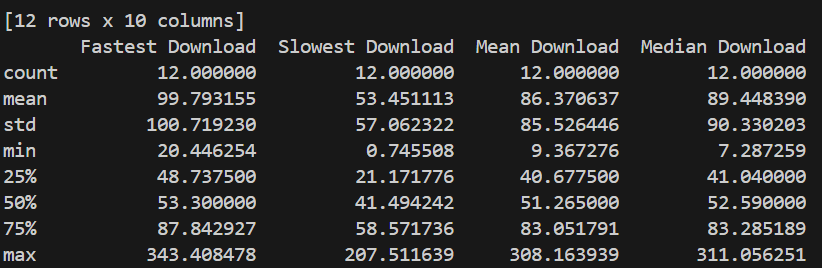 [12 rows x 10 columns]
Fastest Download Slowest Download Mean Download Median Download
count 12.000000 12.000000 12.000000 12.000000
mean 99.793155 53.451113 86.370637 89.448390
std 100.719230 57.062322 85.526446 90.330203
min 20.446254 0.745508 9.367276 7.287259
25% 48.737500 21.171776 40.677500 41.040000
50% 53.300000 41.494242 51.265000 52.590000
75% 87.842927 58.571736 83.051791 83.285189
max 343.408478 207.511639 308.163939 311.056251